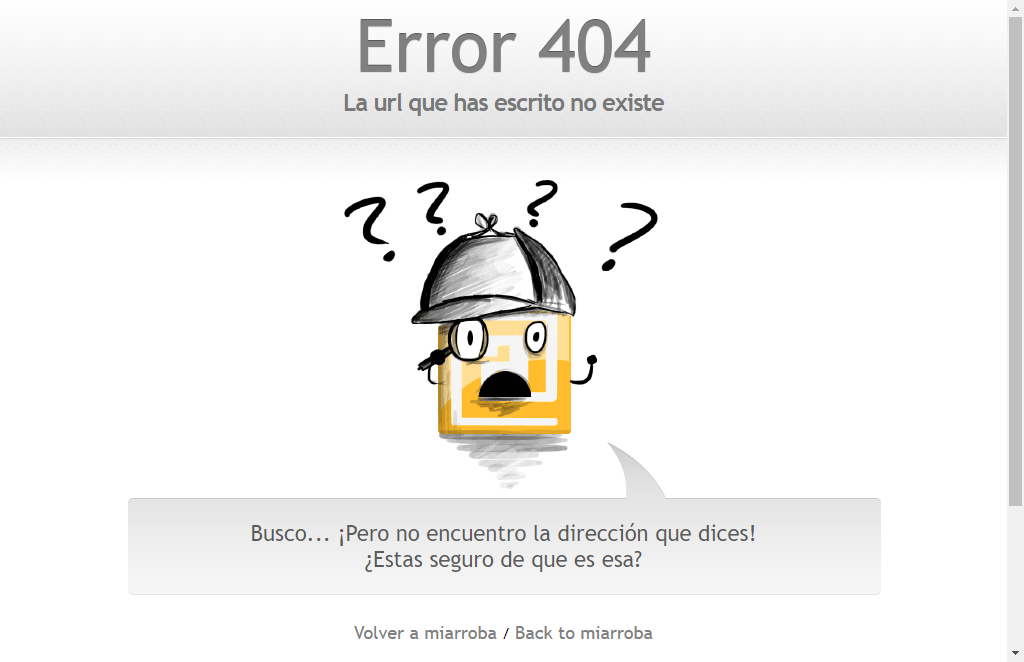 Error 404
La url que has escrito no existe
? ? ? ?
Busco... ¡Pero no encuentro la dirección que dices!
¿Estas seguro de que es esa?
Volver a miarroba / Back to miarroba